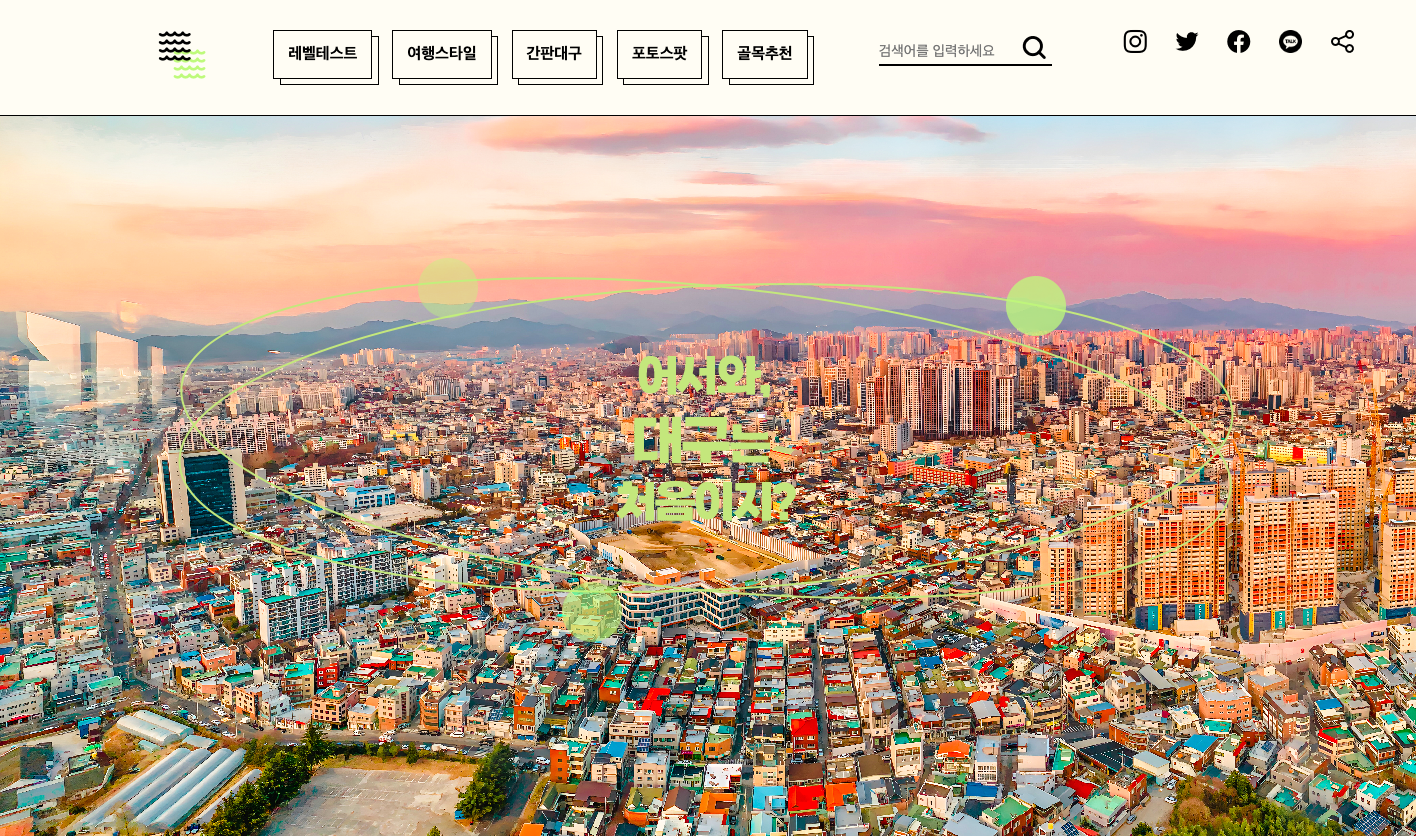 레벨테스트
여행스타일
간판대구
포토스팟
골목추천
검색어를 입력하세요
TALK
어서와,
대구는
처음이지?